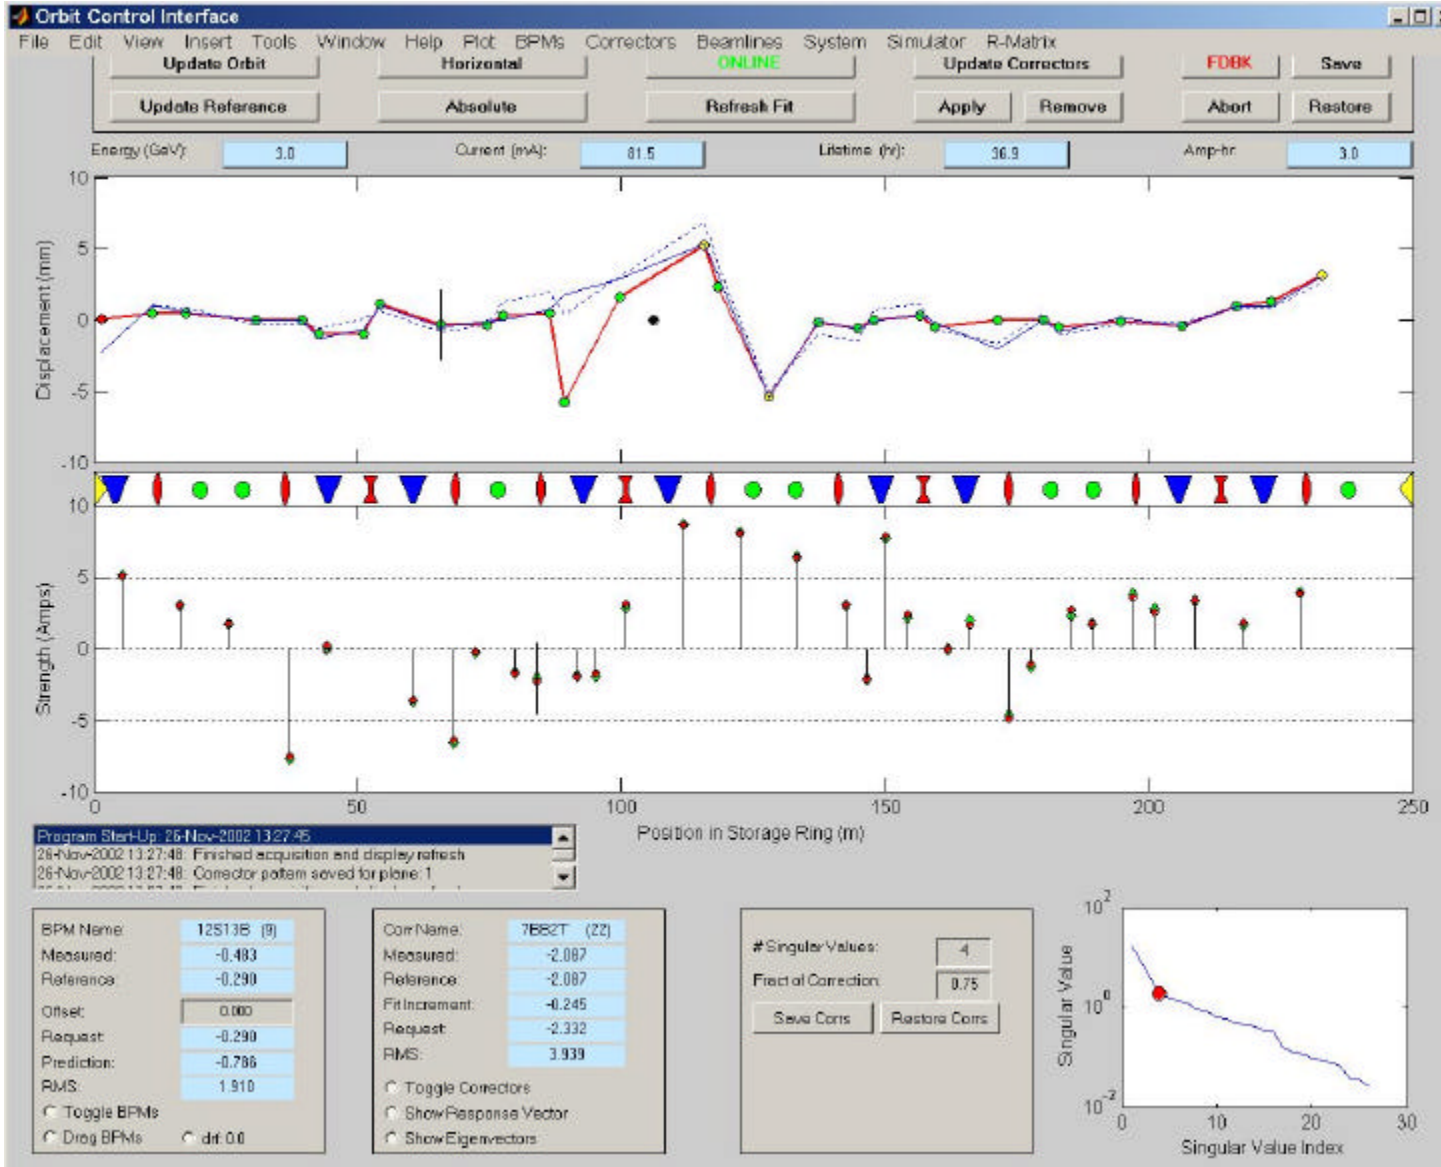 Orbit Control Interface
File Edit View Insert Tools Window Help Plot BPMs Correctors Beamlines System Simulator R-Matrix
Update Orbit Horizontal ONLINE Update Correctors FDBK Save
Update Reference Absolute Refresh Fit Apply Remove Abort Restore
Energy (GeV): 3.0 Current (mA): 81.5 Lifetime (hr): 36.9 Amp-hr: 3.0
10
5
0
-5
-10
Displacement (mm)
10
5
0
-5
-10
Strength (Amps)
0 50 100 150 200 250
Position in Storage Ring (m)
Program Start-Up: 26-Nov-2002 13:27:45
26-Nov-2002 13:27:48: Finished acquisition and display refresh
26-Nov-2002 13:27:48: Corrector pattern saved for plane: 1
BPM Name: 12S13B (9)
Measured: -0.483
Reference: -0.290
Offset: 0.000
Request: -0.290
Prediction: -0.786
RMS: 1.910
Toggle BPMs
Drag BPMs drf: 0.0
Corr Name: 7BB2T (22)
Measured: -2.087
Reference: -2.087
Fit Increment: -0.245
Request: -2.332
RMS: 3.939
Toggle Correctors
Show Response Vector
Show Eigenvectors
# Singular Values: 4
Fract of Correction: 0.75
Save Corrs Restore Corrs
10^2
10^0
10^-2
Singular Value
0 10 20 30
Singular Value Index